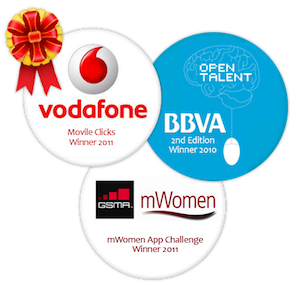 vodafone
Movile Clicks
Winner 2011
OPEN
TALENT
BBVA
2nd Edition
Winner 2010
GSMA
mWomen
mWomen App Challenge
Winner 2011